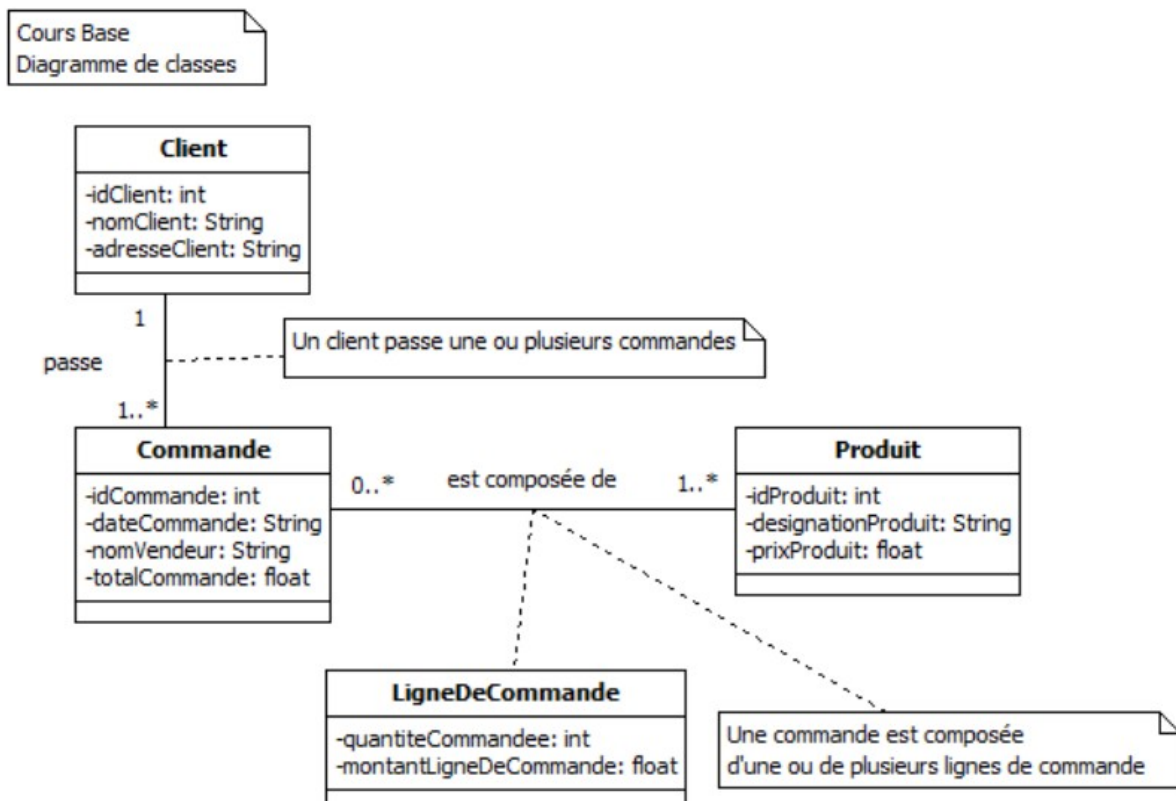 Cours Base
Diagramme de classes
Client
-idClient: int
-nomClient: String
-adresseClient: String
1
passe
Un client passe une ou plusieurs commandes
1..*
Commande
-idCommande: int
-dateCommande: String
-nomVendeur: String
-totalCommande: float
0..*
est composée de
1..*
Produit
-idProduit: int
-designationProduit: String
-prixProduit: float
LigneDeCommande
-quantiteCommandee: int
-montantLigneDeCommande: float
Une commande est composée
d'une ou de plusieurs lignes de commande